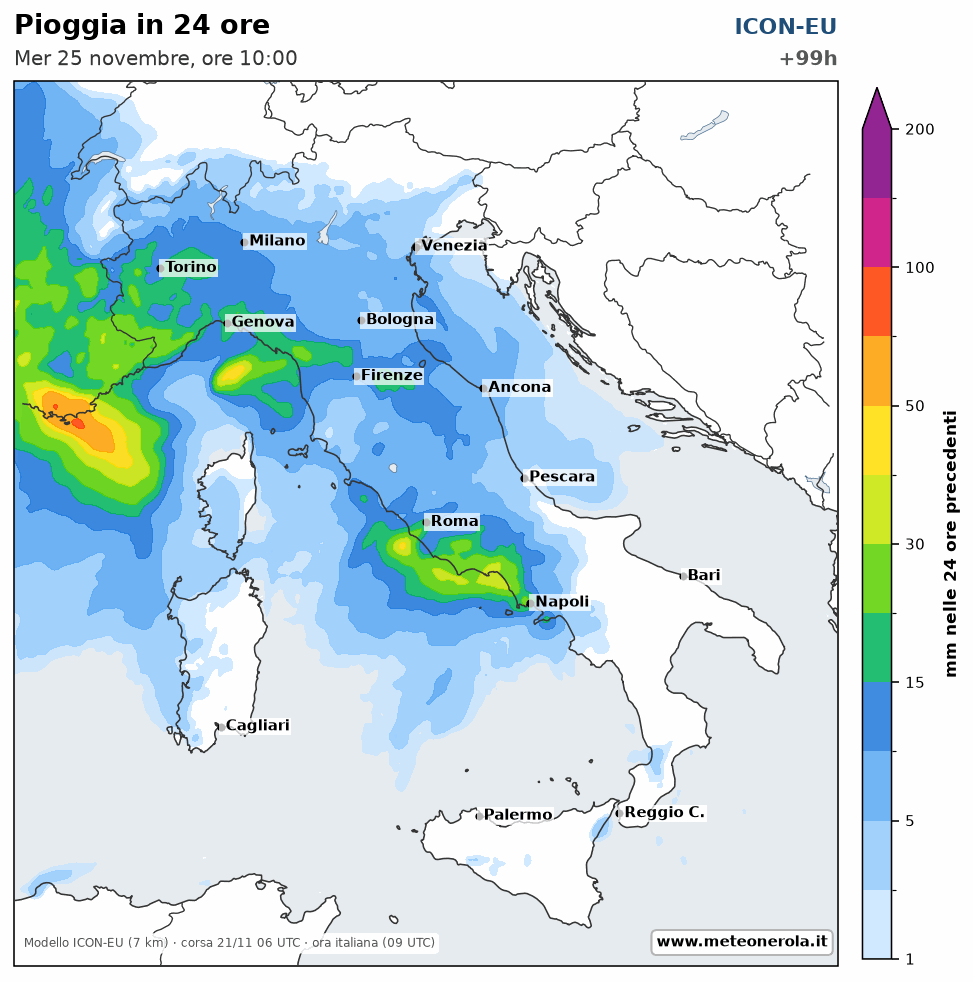 Pioggia in 24 ore
ICON-EU
Mer 25 novembre, ore 10:00
+99h
200
Milano
Venezia
Torino
100
Genova
Bologna
Firenze
Ancona
50
Pescara
Roma
30
Bari
Napoli
15
Cagliari
Palermo
Reggio C.
5
mm nelle 24 ore precedenti
Modello ICON-EU (7 km) · corsa 21/11 06 UTC · ora italiana (09 UTC)
www.meteonerola.it
1